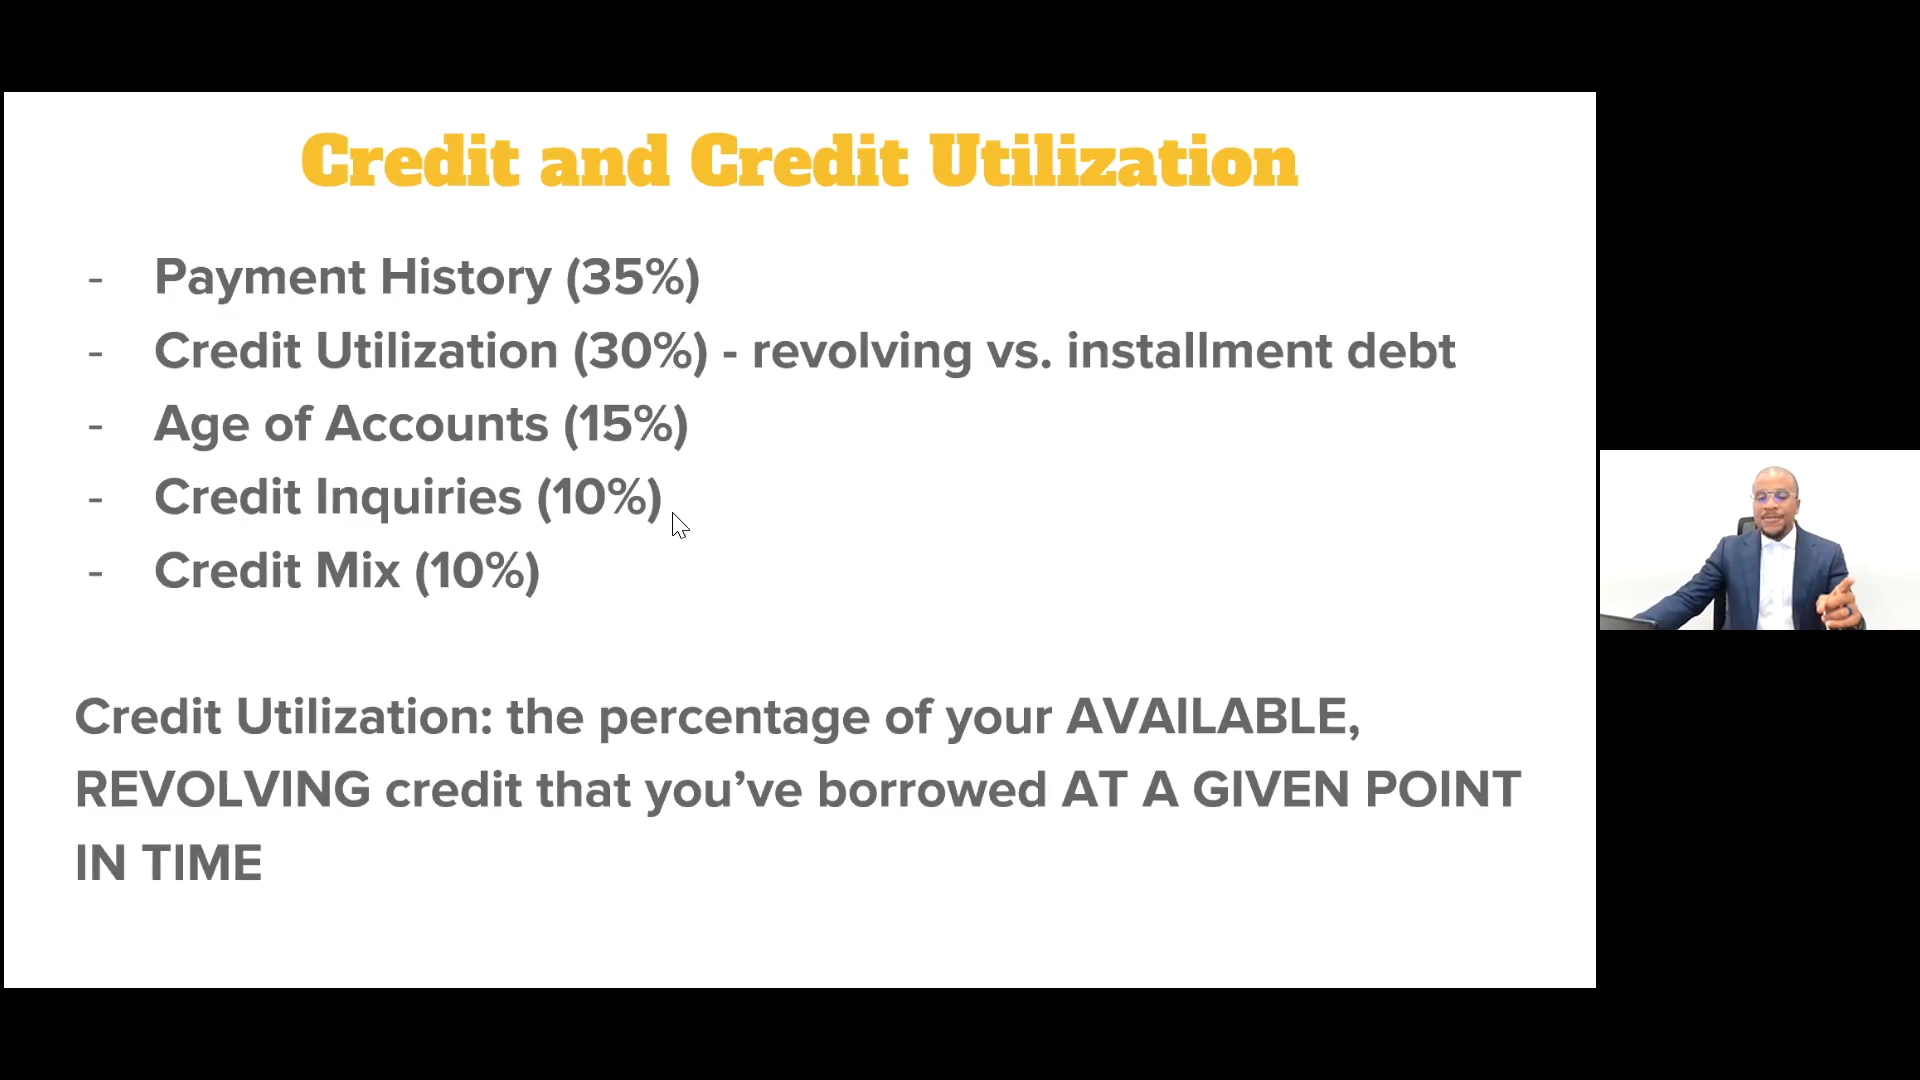 Credit and Credit Utilization
- Payment History (35%)
- Credit Utilization (30%) - revolving vs. installment debt
- Age of Accounts (15%)
- Credit Inquiries (10%)
- Credit Mix (10%)
Credit Utilization: the percentage of your AVAILABLE,
REVOLVING credit that you’ve borrowed AT A GIVEN POINT
IN TIME